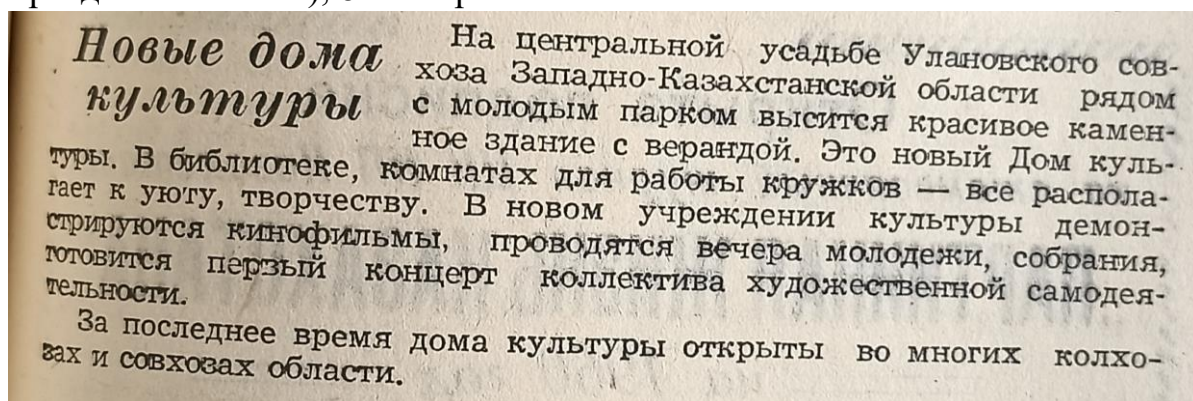 Новые дома
культуры
На центральной усадьбе Улановского сов-
хоза Западно-Казахстанской области рядом
с молодым парком высится красивое камен-
ное здание с верандой. Это новый Дом куль-
туры. В библиотеке, комнатах для работы кружков — все распола-
гает к уюту, творчеству. В новом учреждении культуры демон-
стрируются кинофильмы, проводятся вечера молодежи, собрания,
готовится первый концерт коллектива художественной самодея-
тельности.
За последнее время дома культуры открыты во многих колхо-
зах и совхозах области.